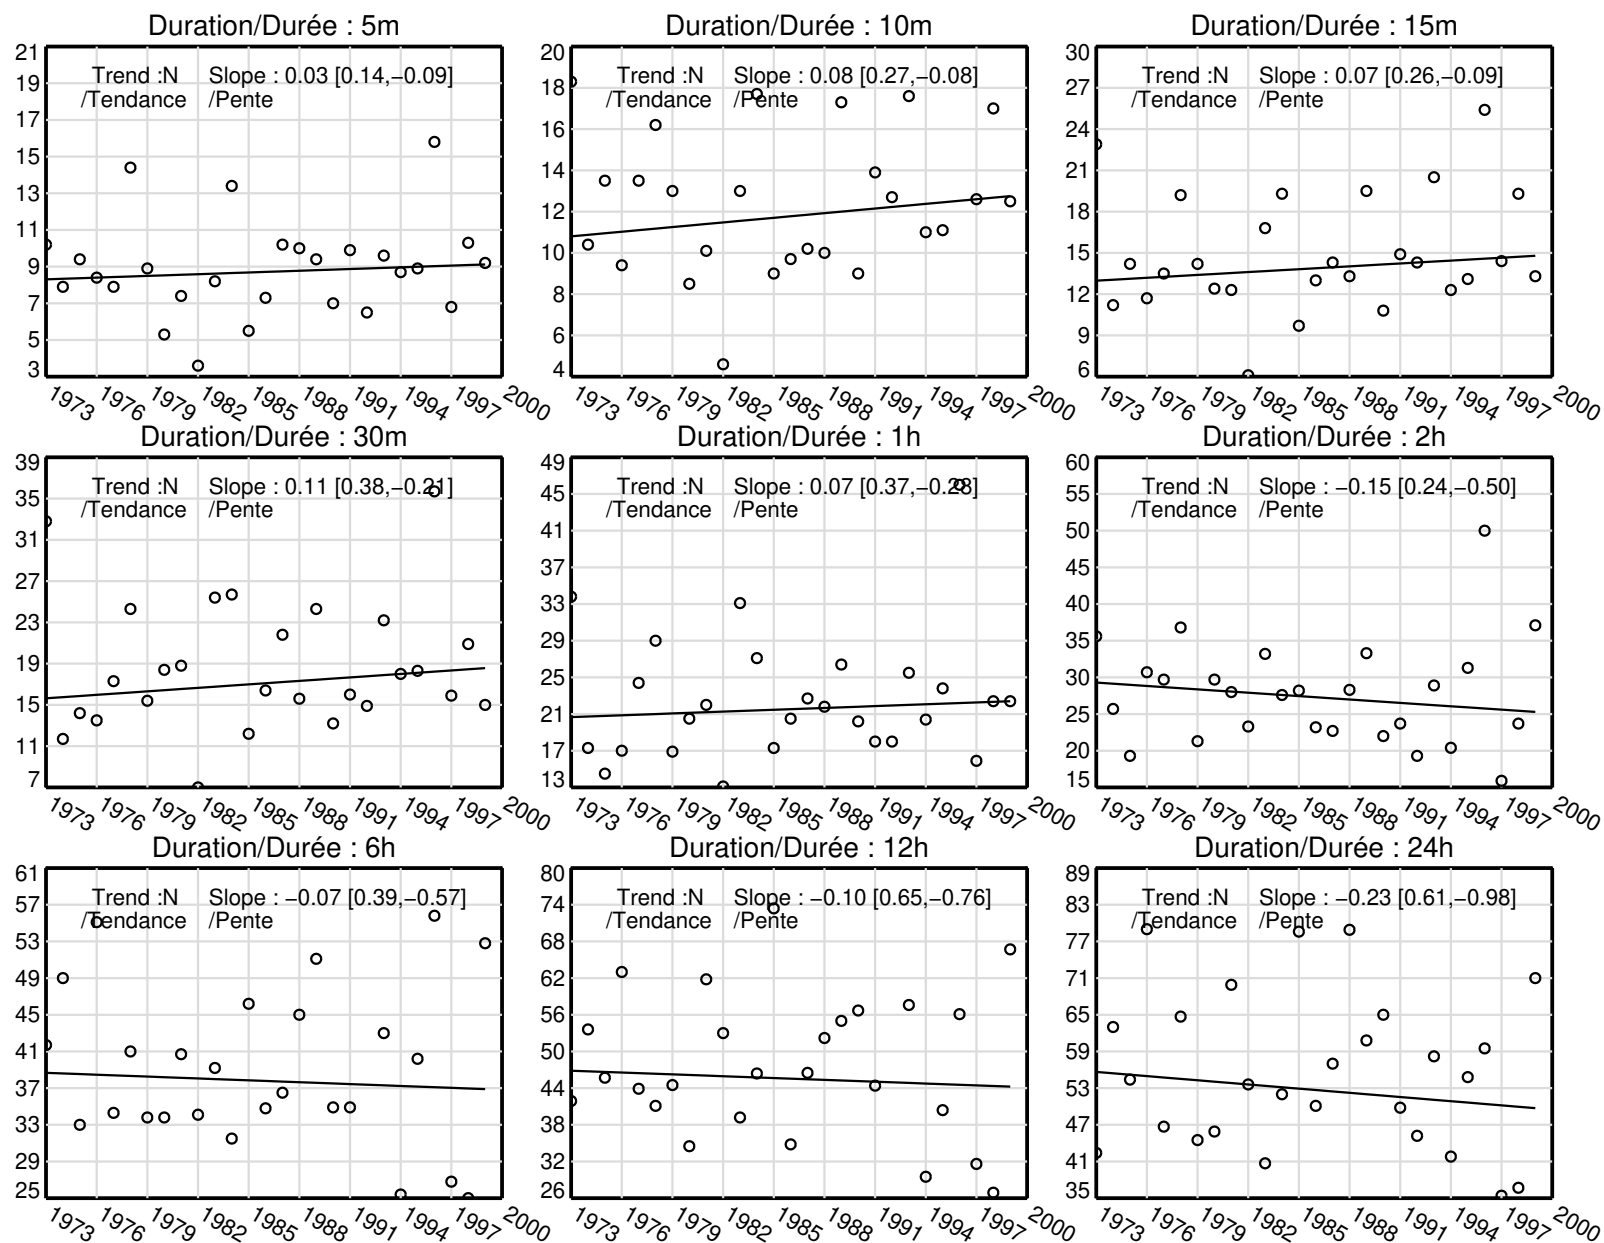 Duration/Durée : 5m
21
19
17
15
13
11
9
7
5
3
Trend :N Slope : 0.03 [0.14,−0.09]
/Tendance /Pente
1973 1976 1979 1982 1985 1988 1991 1994 1997 2000
Duration/Durée : 10m
20
18
16
14
12
10
8
6
4
Trend :N Slope : 0.08 [0.27,−0.08]
/Tendance /Pente
1973 1976 1979 1982 1985 1988 1991 1994 1997 2000
Duration/Durée : 15m
30
27
24
21
18
15
12
9
6
Trend :N Slope : 0.07 [0.26,−0.09]
/Tendance /Pente
1973 1976 1979 1982 1985 1988 1991 1994 1997 2000
Duration/Durée : 30m
39
35
31
27
23
19
15
11
7
Trend :N Slope : 0.11 [0.38,−0.21]
/Tendance /Pente
1973 1976 1979 1982 1985 1988 1991 1994 1997 2000
Duration/Durée : 1h
49
45
41
37
33
29
25
21
17
13
Trend :N Slope : 0.07 [0.37,−0.28]
/Tendance /Pente
1973 1976 1979 1982 1985 1988 1991 1994 1997 2000
Duration/Durée : 2h
60
55
50
45
40
35
30
25
20
15
Trend :N Slope : −0.15 [0.24,−0.50]
/Tendance /Pente
1973 1976 1979 1982 1985 1988 1991 1994 1997 2000
Duration/Durée : 6h
61
57
53
49
45
41
37
33
29
25
Trend :N Slope : −0.07 [0.39,−0.57]
/Tendance /Pente
1973 1976 1979 1982 1985 1988 1991 1994 1997 2000
Duration/Durée : 12h
80
74
68
62
56
50
44
38
32
26
Trend :N Slope : −0.10 [0.65,−0.76]
/Tendance /Pente
1973 1976 1979 1982 1985 1988 1991 1994 1997 2000
Duration/Durée : 24h
89
83
77
71
65
59
53
47
41
35
Trend :N Slope : −0.23 [0.61,−0.98]
/Tendance /Pente
1973 1976 1979 1982 1985 1988 1991 1994 1997 2000